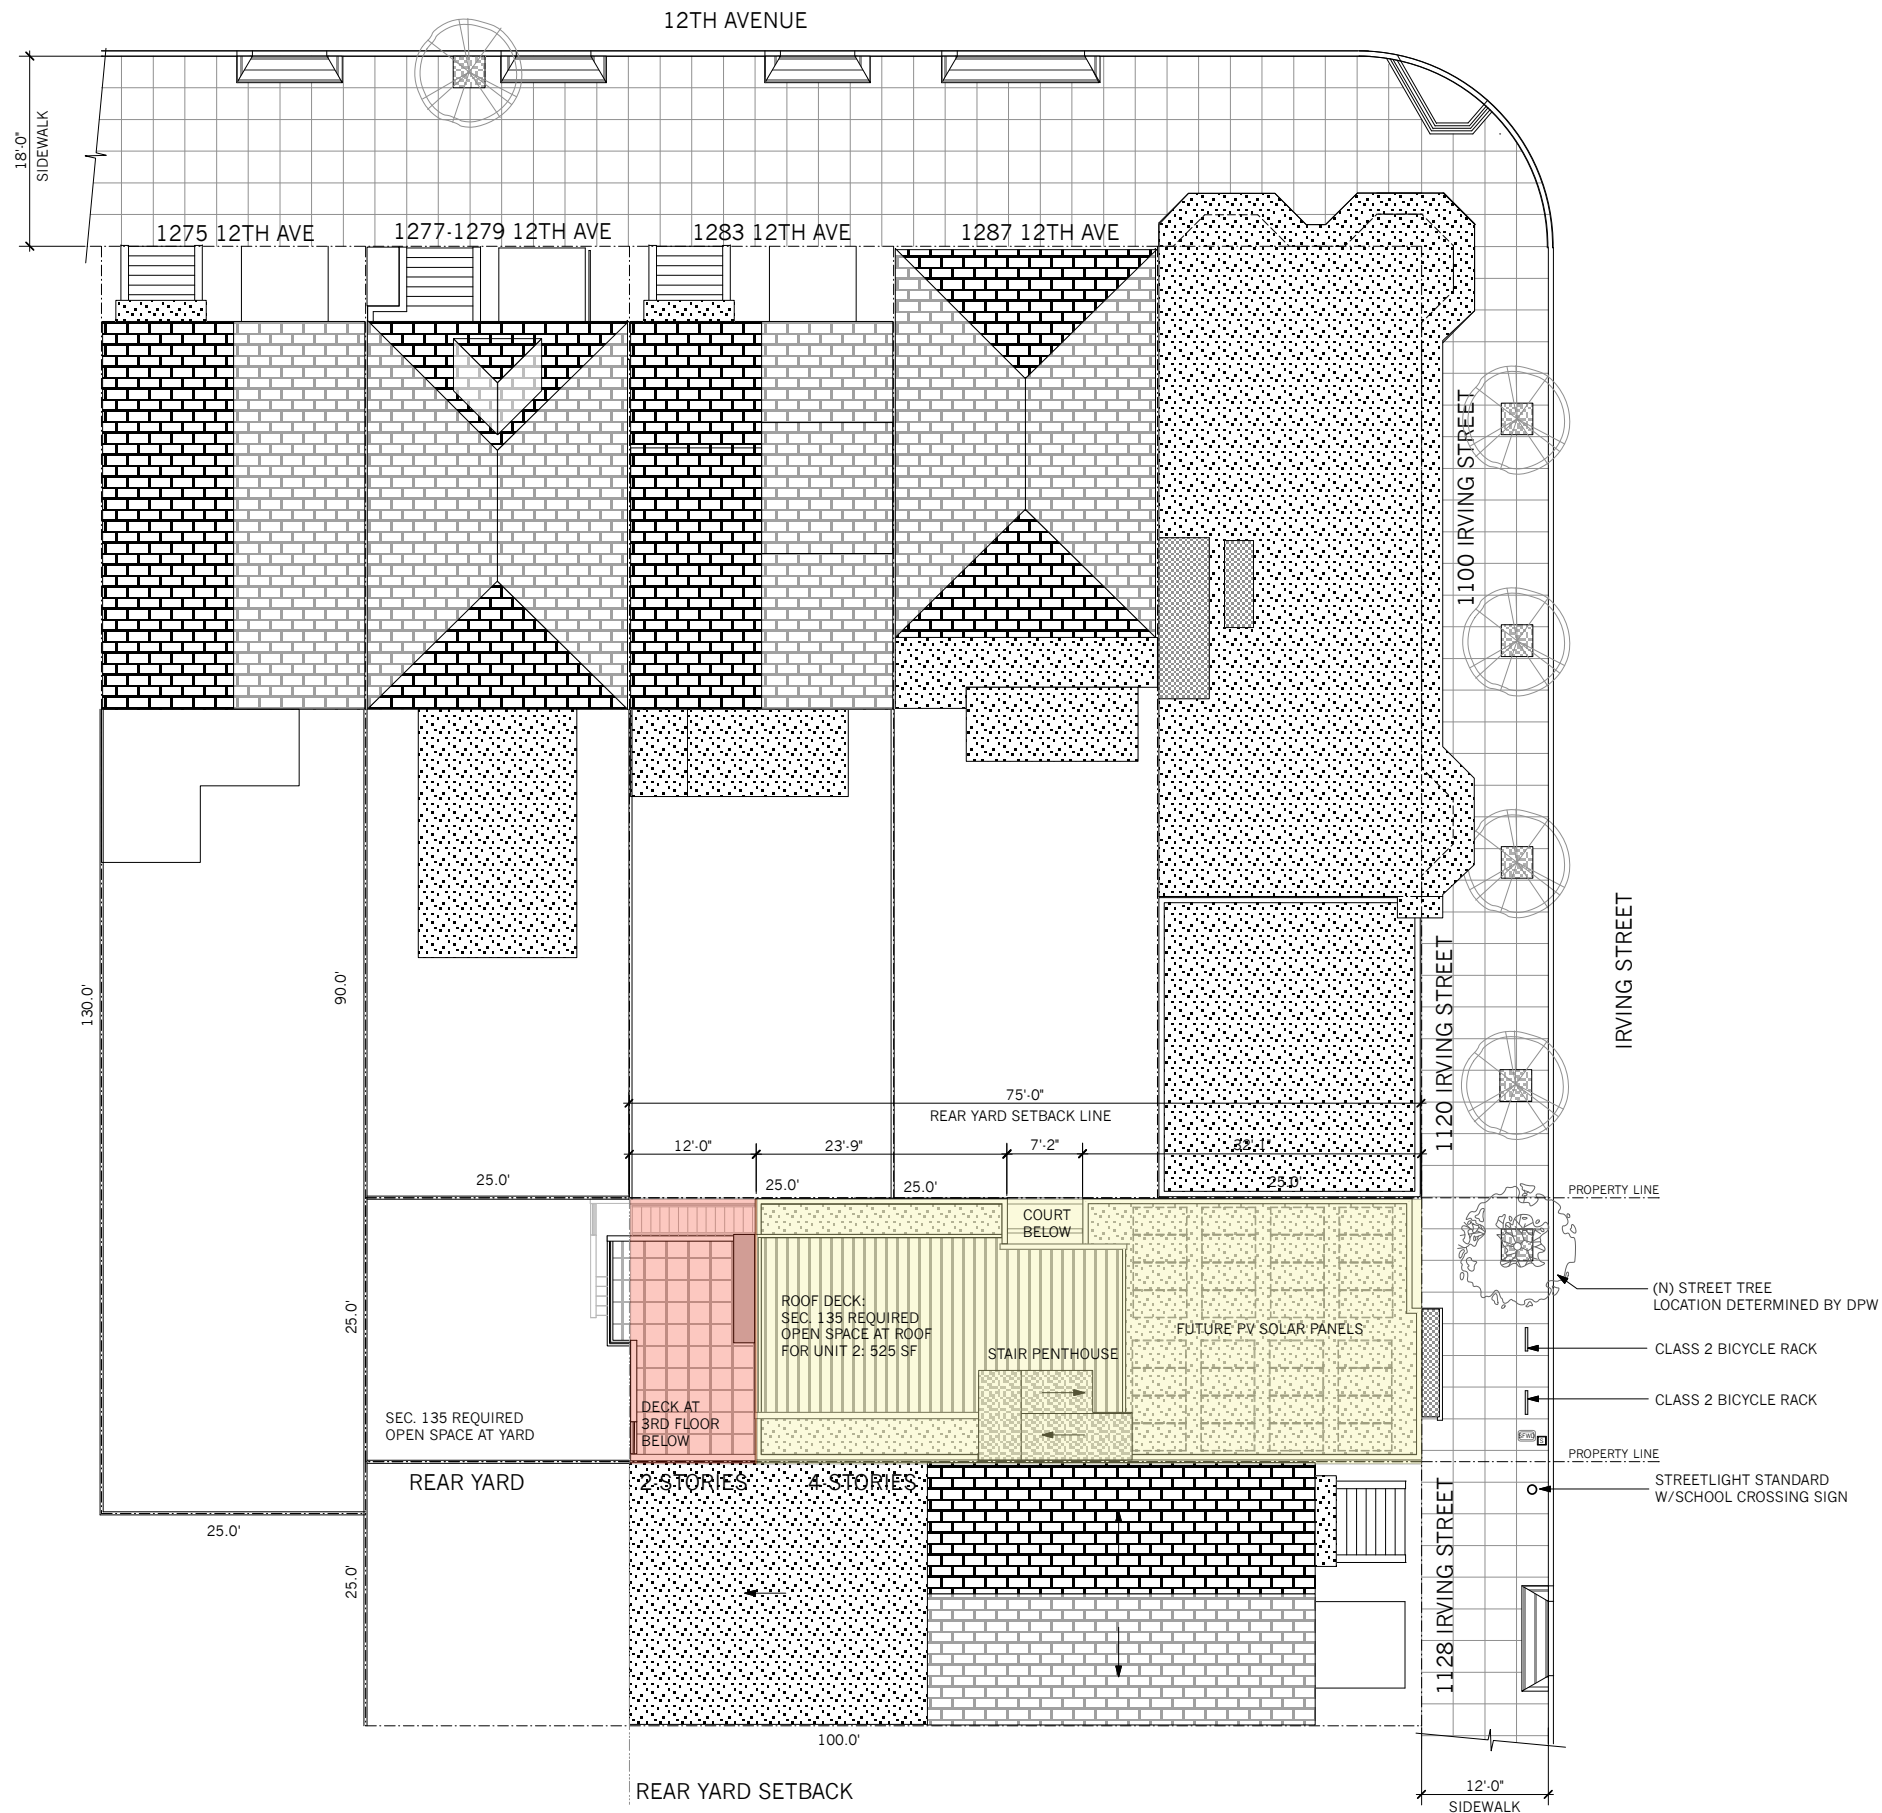 12TH AVENUE
18'-0"
SIDEWALK
1275 12TH AVE
1277-1279 12TH AVE
1283 12TH AVE
1287 12TH AVE
1100 IRVING STREET
IRVING STREET
1120 IRVING STREET
130.0'
90.0'
75'-0"
REAR YARD SETBACK LINE
12'-0"
23'-9"
7'-2"
32'-1"
25.0'
25.0'
25.0'
25.0'
PROPERTY LINE
COURT
BELOW
(N) STREET TREE
LOCATION DETERMINED BY DPW
25.0'
ROOF DECK:
SEC. 135 REQUIRED
OPEN SPACE AT ROOF
FOR UNIT 2: 525 SF
FUTURE PV SOLAR PANELS
STAIR PENTHOUSE
CLASS 2 BICYCLE RACK
CLASS 2 BICYCLE RACK
DECK AT
3RD FLOOR
BELOW
SEC. 135 REQUIRED
OPEN SPACE AT YARD
PROPERTY LINE
REAR YARD
2-STORIES
4-STORIES
STREETLIGHT STANDARD
W/SCHOOL CROSSING SIGN
25.0'
25.0'
1128 IRVING STREET
100.0'
REAR YARD SETBACK
12'-0"
SIDEWALK